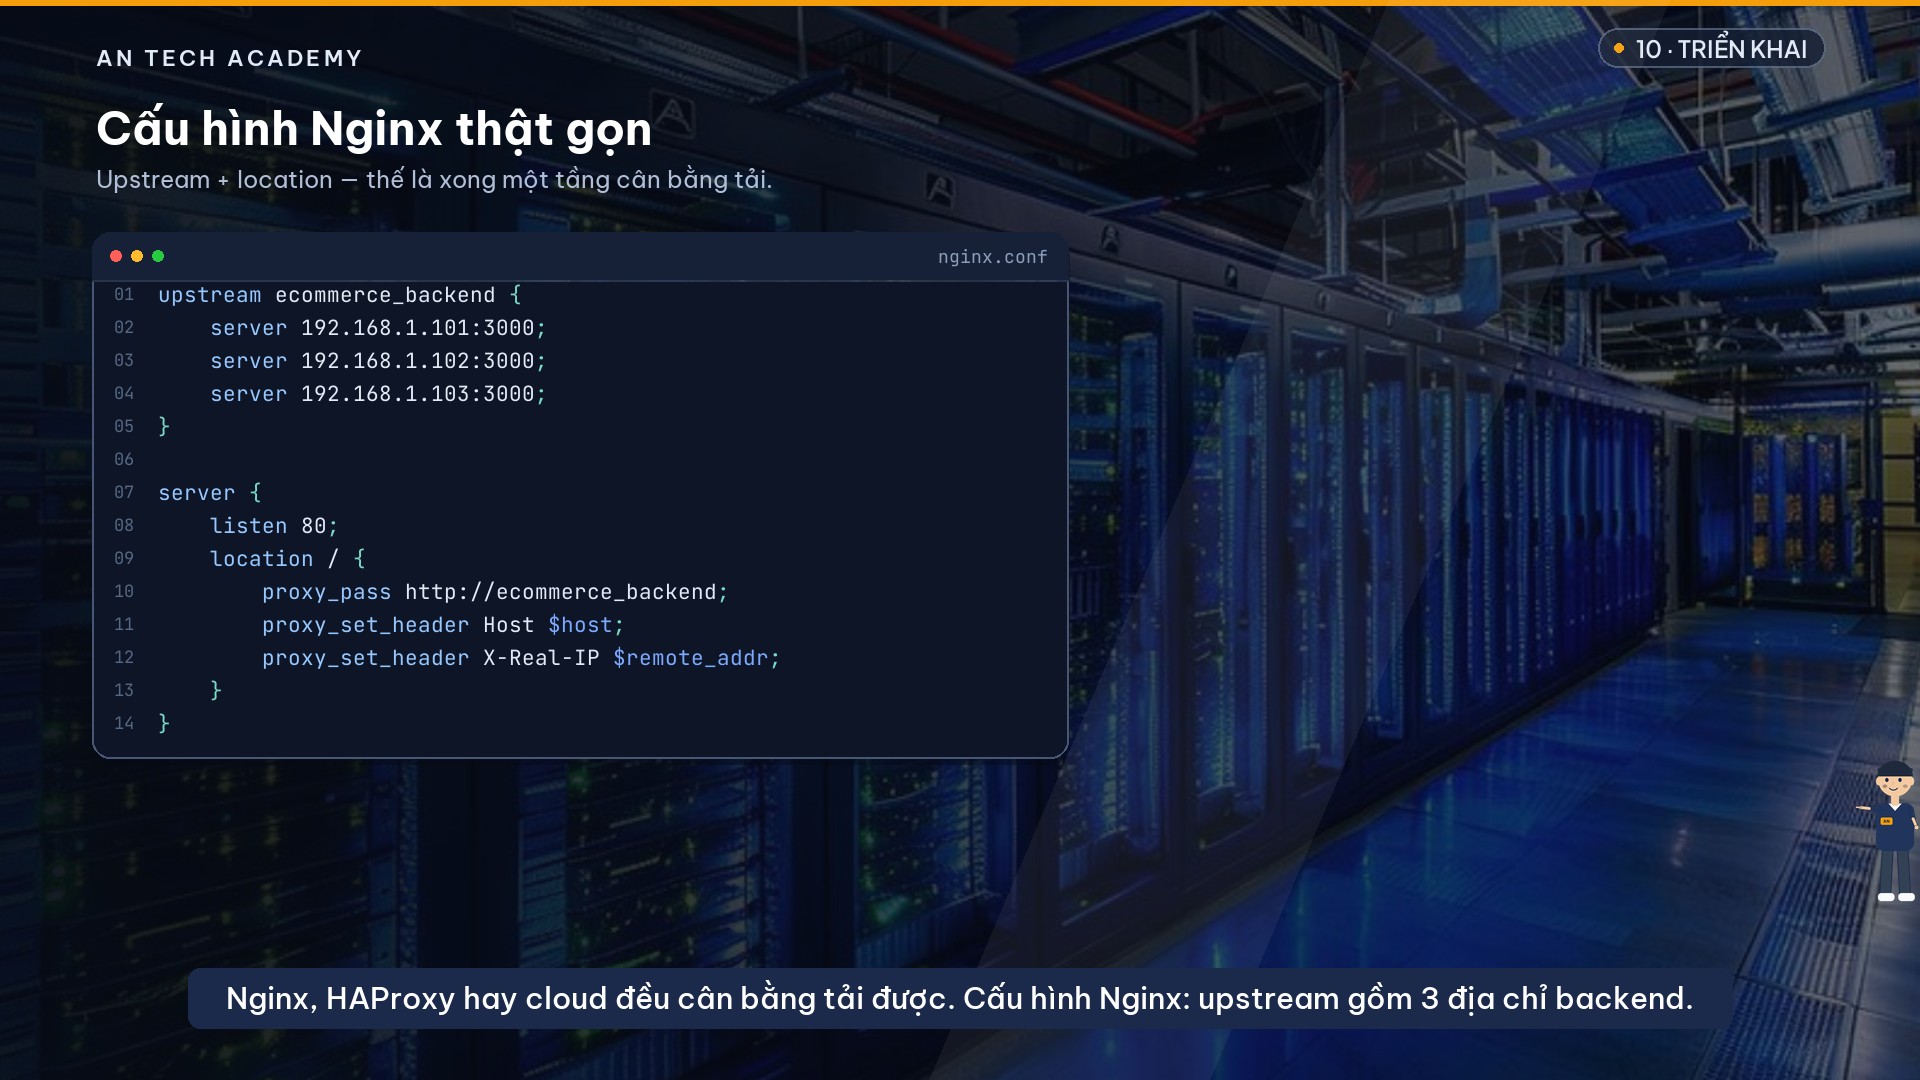 AN TECH ACADEMY
10 · TRIỂN KHAI
Cấu hình Nginx thật gọn
Upstream + location — thế là xong một tầng cân bằng tải.
nginx.conf
01 upstream ecommerce_backend {
02 server 192.168.1.101:3000;
03 server 192.168.1.102:3000;
04 server 192.168.1.103:3000;
05 }
06
07 server {
08 listen 80;
09 location / {
10 proxy_pass http://ecommerce_backend;
11 proxy_set_header Host $host;
12 proxy_set_header X-Real-IP $remote_addr;
13 }
14 }
AN
Nginx, HAProxy hay cloud đều cân bằng tải được. Cấu hình Nginx: upstream gồm 3 địa chỉ backend.